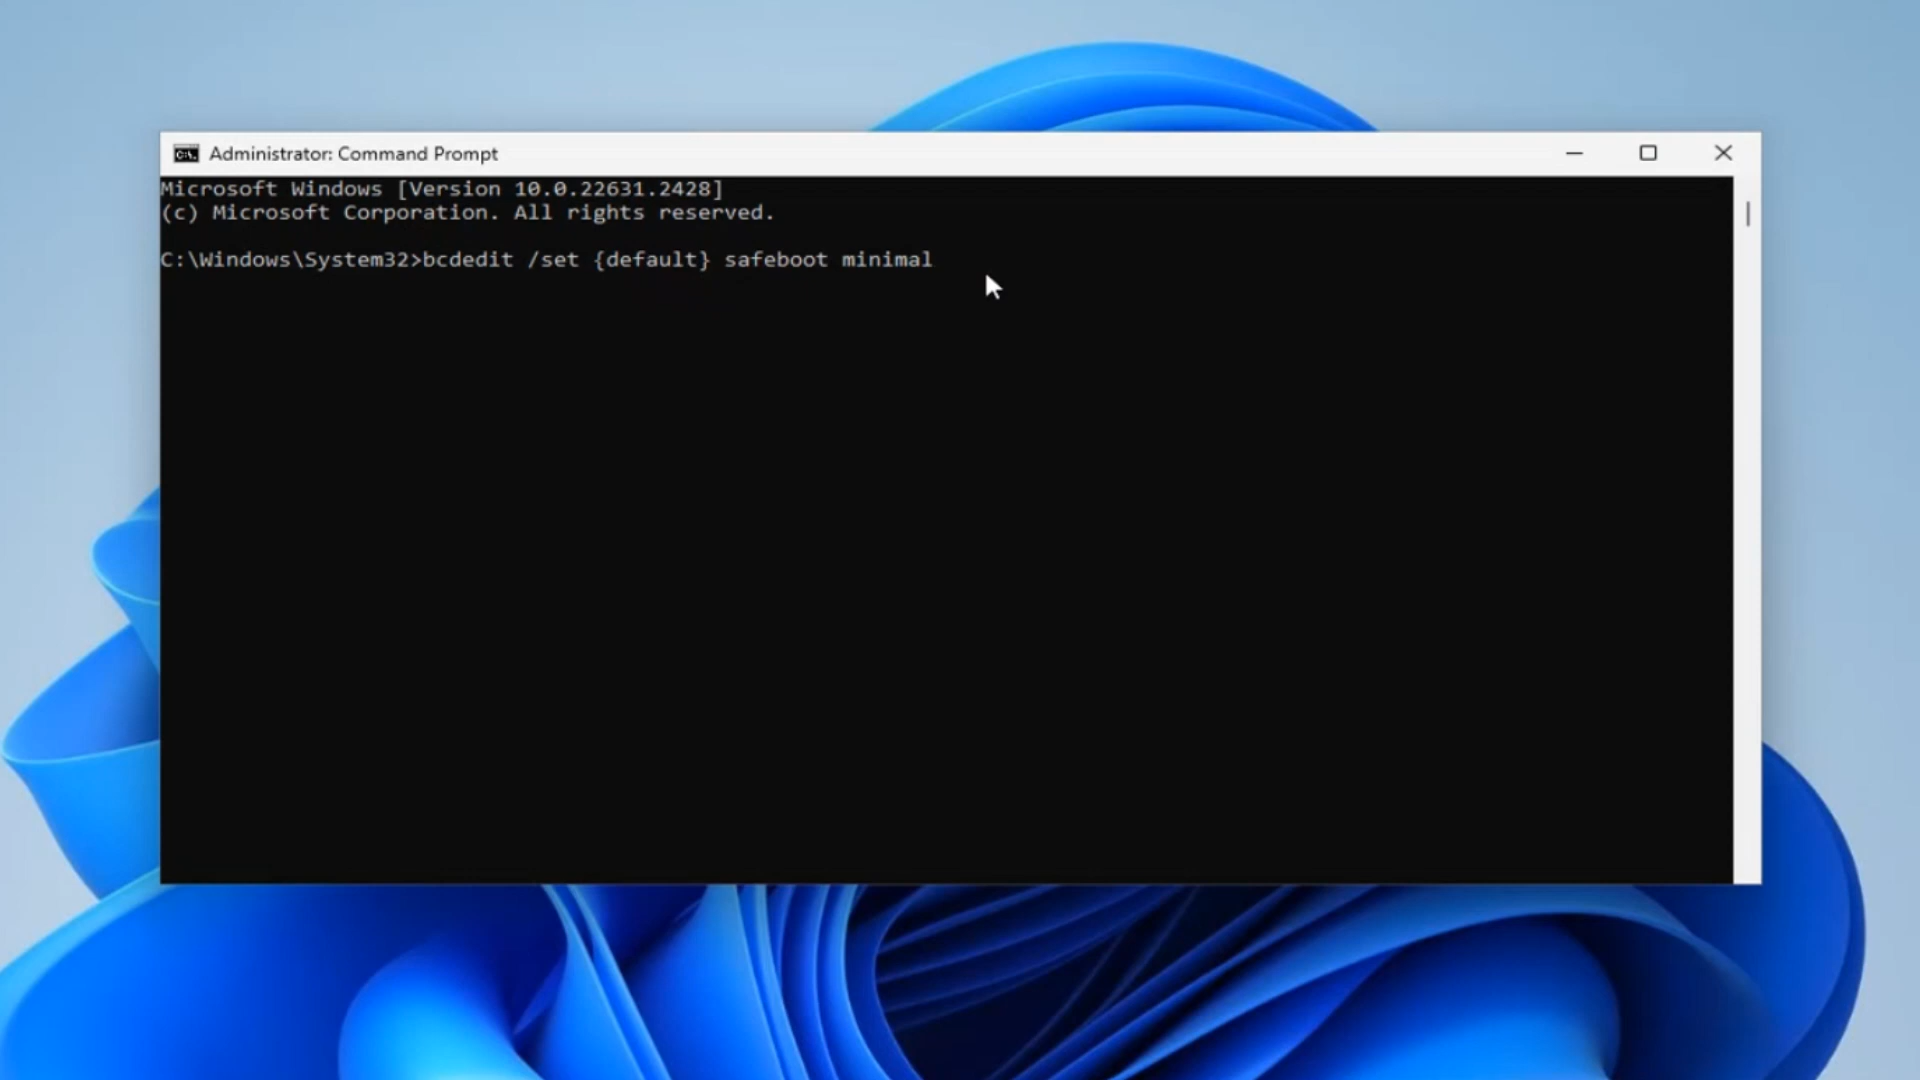 Administrator: Command Prompt
Microsoft Windows [Version 10.0.22631.2428]
(c) Microsoft Corporation. All rights reserved.
C:\Windows\System32>bcdedit /set {default} safeboot minimal